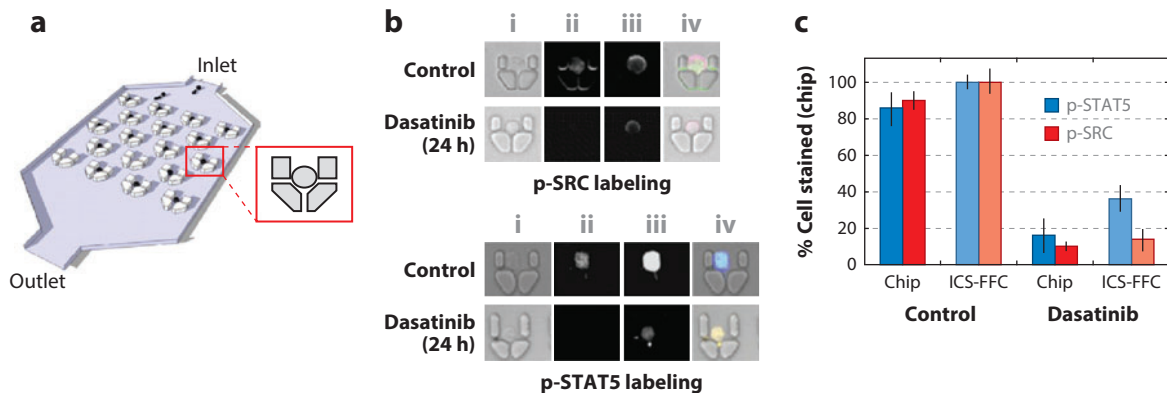 a
Inlet
Outlet
b
i ii iii iv
Control
Dasatinib
(24 h)
p-SRC labeling
i ii iii iv
Control
Dasatinib
(24 h)
p-STAT5 labeling
c
% Cell stained (chip)
100
80
60
40
20
0
p-STAT5
p-SRC
Chip ICS-FFC Chip ICS-FFC
Control Dasatinib